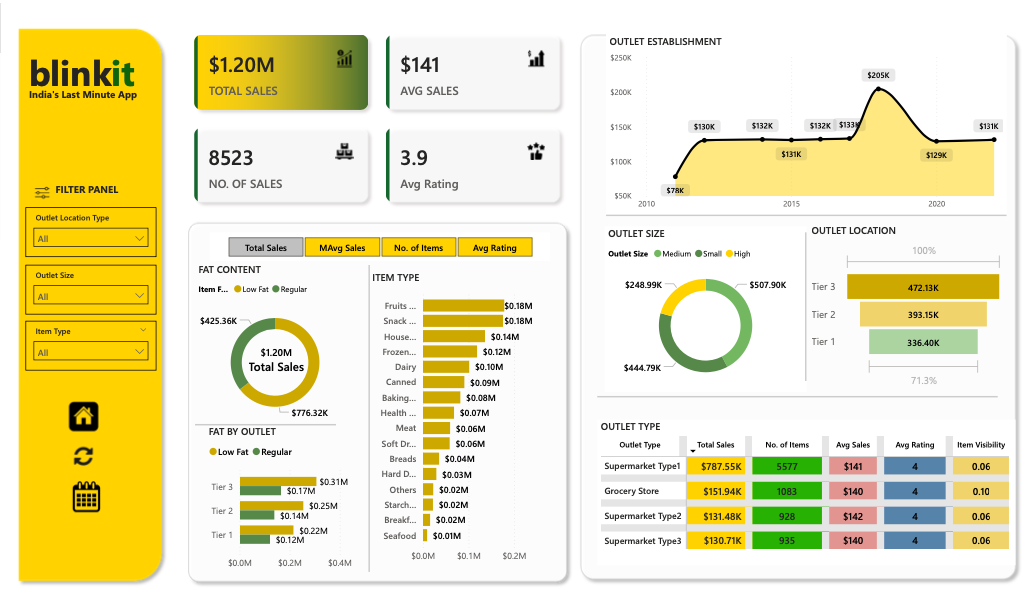 blinkit
India's Last Minute App
FILTER PANEL
Outlet Location Type
All
Outlet Size
All
Item Type
All
$1.20M
TOTAL SALES
$141
AVG SALES
8523
NO. OF SALES
3.9
Avg Rating
Total Sales MAvg Sales No. of Items Avg Rating
FAT CONTENT
Item F... Low Fat Regular
$425.36K
$1.20M
Total Sales
$776.32K
FAT BY OUTLET
Low Fat Regular
Tier 3 $0.31M
$0.17M
Tier 2 $0.25M
$0.14M
Tier 1 $0.22M
$0.12M
$0.0M $0.2M $0.4M
ITEM TYPE
Fruits ... $0.18M
Snack ... $0.18M
House... $0.14M
Frozen... $0.12M
Dairy $0.10M
Canned $0.09M
Baking... $0.08M
Health ... $0.07M
Meat $0.06M
Soft Dr... $0.06M
Breads $0.04M
Hard D... $0.03M
Others $0.02M
Starch... $0.02M
Breakf... $0.02M
Seafood $0.01M
$0.0M $0.1M $0.2M
OUTLET ESTABLISHMENT
$250K
$200K
$150K
$100K
$50K
$78K
$130K
$132K
$131K
$132K
$133K
$205K
$129K
$131K
2010 2015 2020
OUTLET SIZE
Outlet Size Medium Small High
$248.99K
$507.90K
$444.79K
OUTLET LOCATION
100%
Tier 3 472.13K
Tier 2 393.15K
Tier 1 336.40K
71.3%
OUTLET TYPE
Outlet Type Total Sales No. of Items Avg Sales Avg Rating Item Visibility
Supermarket Type1 $787.55K 5577 $141 4 0.06
Grocery Store $151.94K 1083 $140 4 0.10
Supermarket Type2 $131.48K 928 $142 4 0.06
Supermarket Type3 $130.71K 935 $140 4 0.06